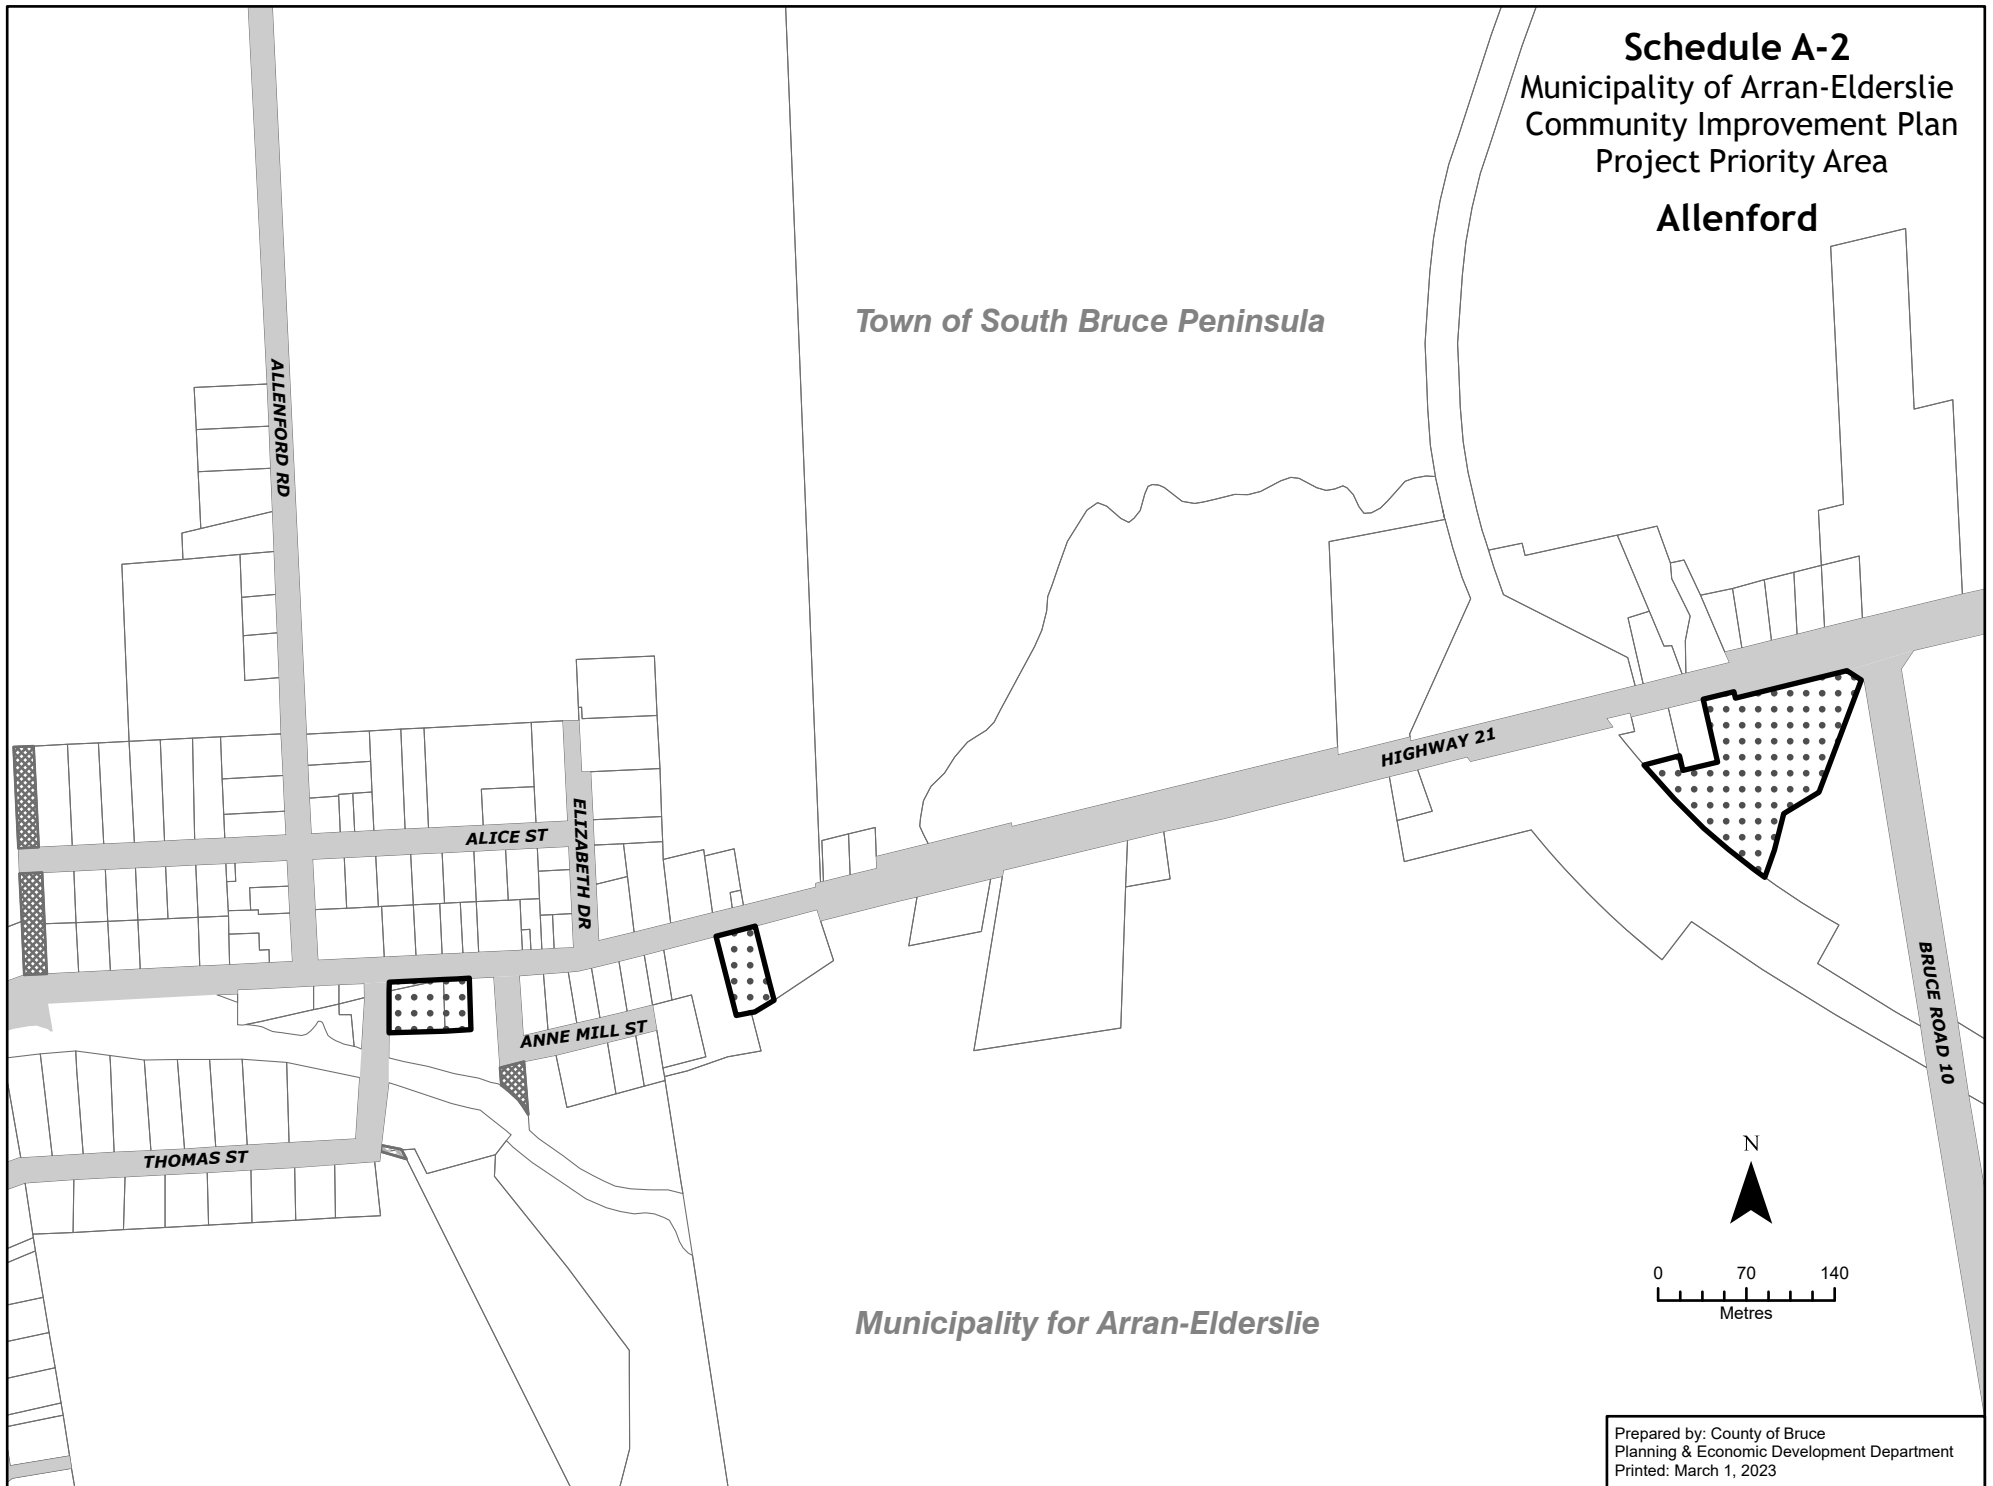 Schedule A-2
Municipality of Arran-Elderslie
Community Improvement Plan
Project Priority Area
Allenford
Town of South Bruce Peninsula
ALLENFORD RD
HIGHWAY 21
ALICE ST
ELIZABETH DR
ANNE MILL ST
BRUCE ROAD 10
THOMAS ST
N
0 70 140
Metres
Municipality for Arran-Elderslie
Prepared by: County of Bruce
Planning & Economic Development Department
Printed: March 1, 2023